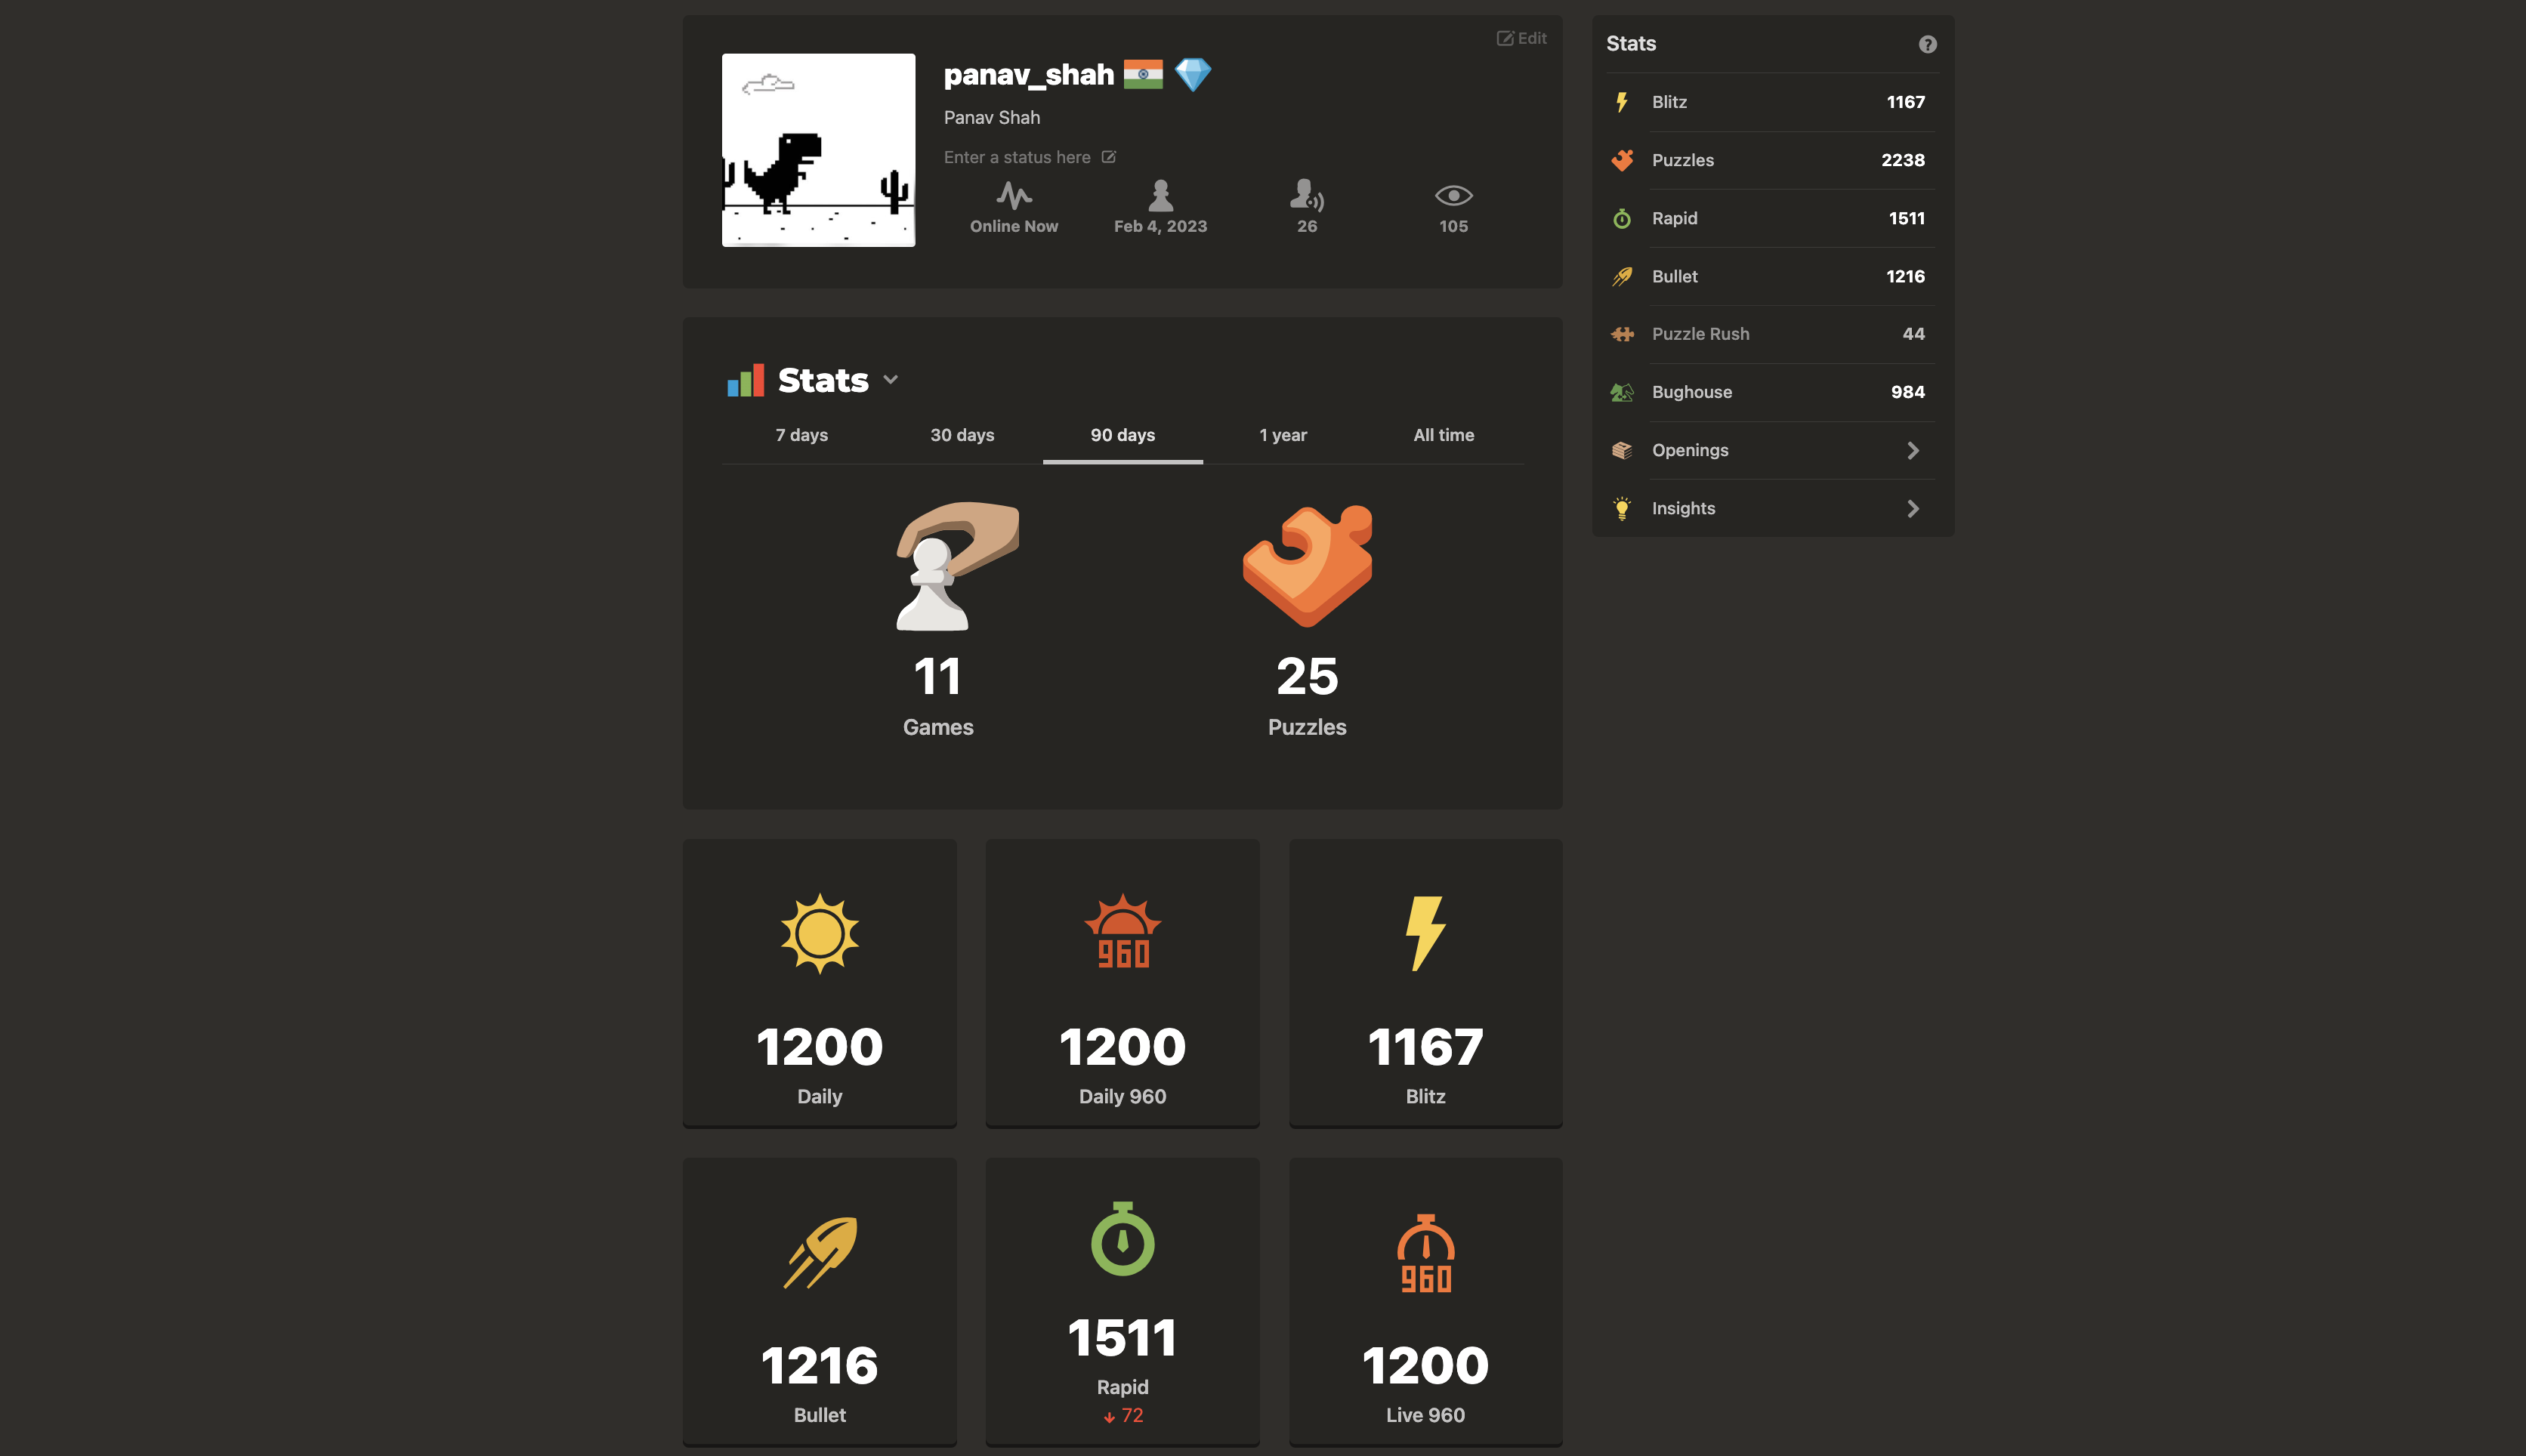 Edit
panav_shah
Panav Shah
Enter a status here
Online Now
Feb 4, 2023
26
105
Stats
7 days
30 days
90 days
1 year
All time
11
Games
25
Puzzles
1200
Daily
960
1200
Daily 960
1167
Blitz
1216
Bullet
1511
Rapid
72
960
1200
Live 960
Stats
?
Blitz
1167
Puzzles
2238
Rapid
1511
Bullet
1216
Puzzle Rush
44
Bughouse
984
Openings
Insights